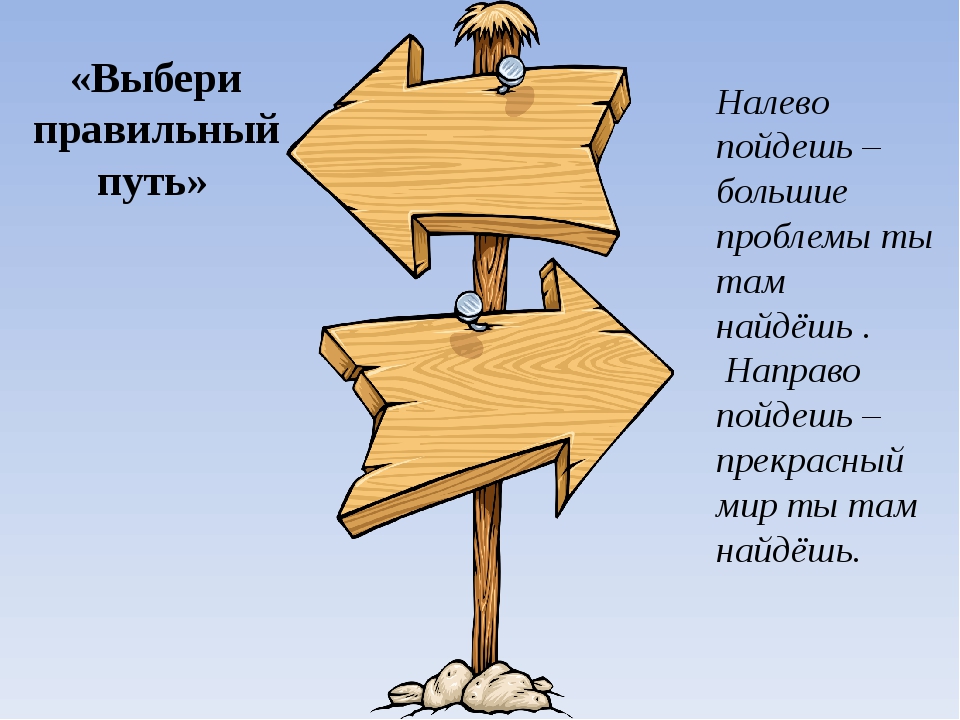 «Выбери
правильный
путь»
Налево
пойдешь –
большие
проблемы ты
там
найдёшь .
Направо
пойдешь –
прекрасный
мир ты там
найдёшь.